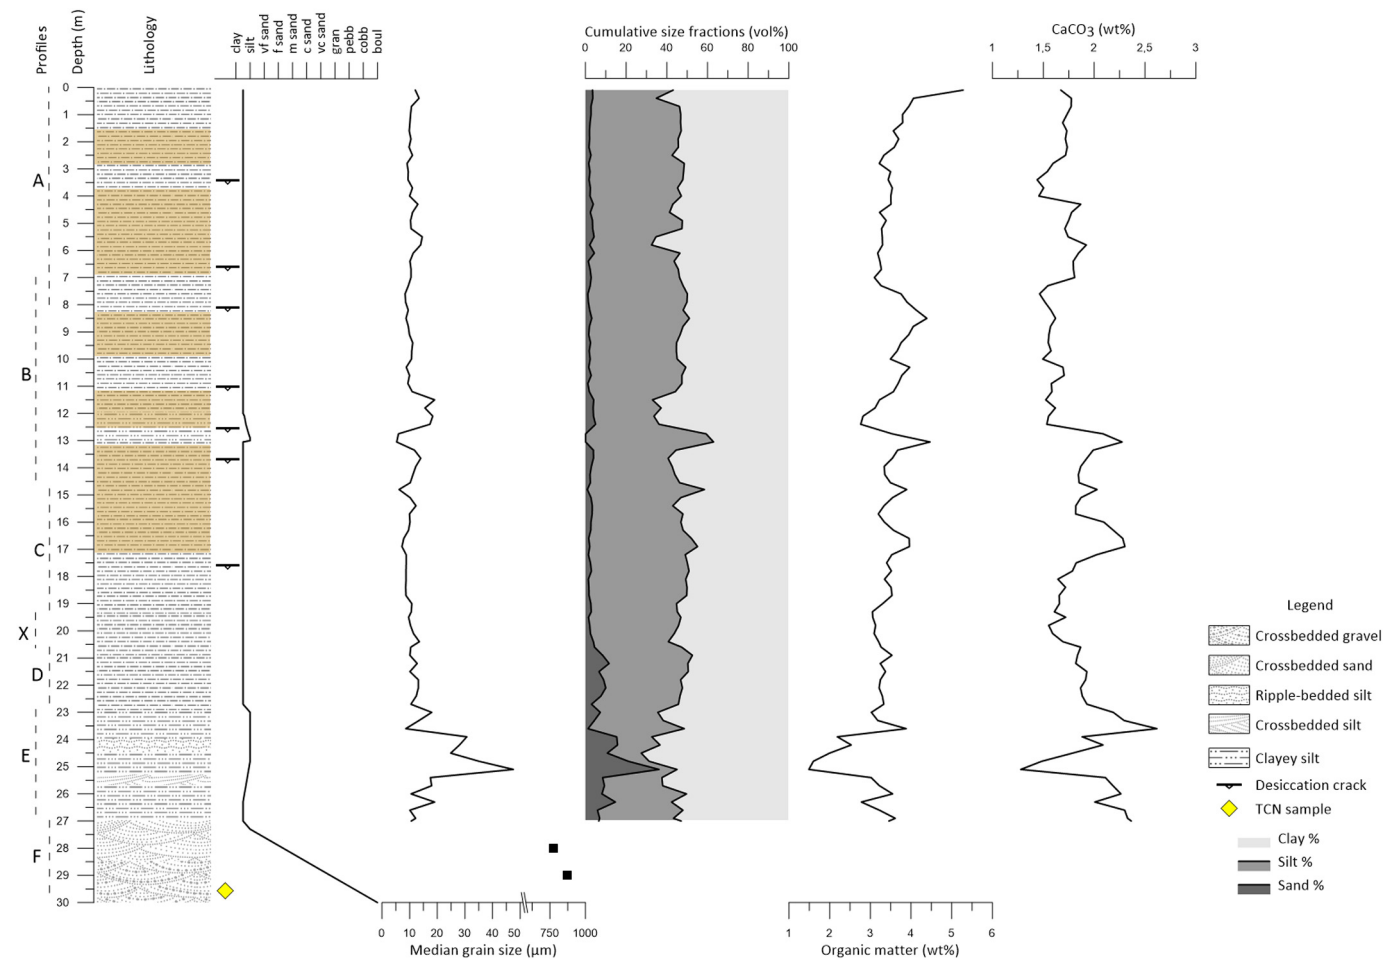 Profiles
Depth (m)
Lithology
clay
silt
vf sand
f sand
m sand
c sand
vc sand
gran
pebb
cobb
boul
Cumulative size fractions (vol%)
0 20 40 60 80 100
CaCO3 (wt%)
1 1,5 2 2,5 3
0
1
2
3
4
5
6
7
8
9
10
11
12
13
14
15
16
17
18
19
20
21
22
23
24
25
26
27
28
29
30
A
B
C
X
D
E
F
0 10 20 30 40 50 750 1000
Median grain size (µm)
1 2 3 4 5 6
Organic matter (wt%)
Legend
Crossbedded gravel
Crossbedded sand
Ripple-bedded silt
Crossbedded silt
Clayey silt
Desiccation crack
TCN sample
Clay %
Silt %
Sand %